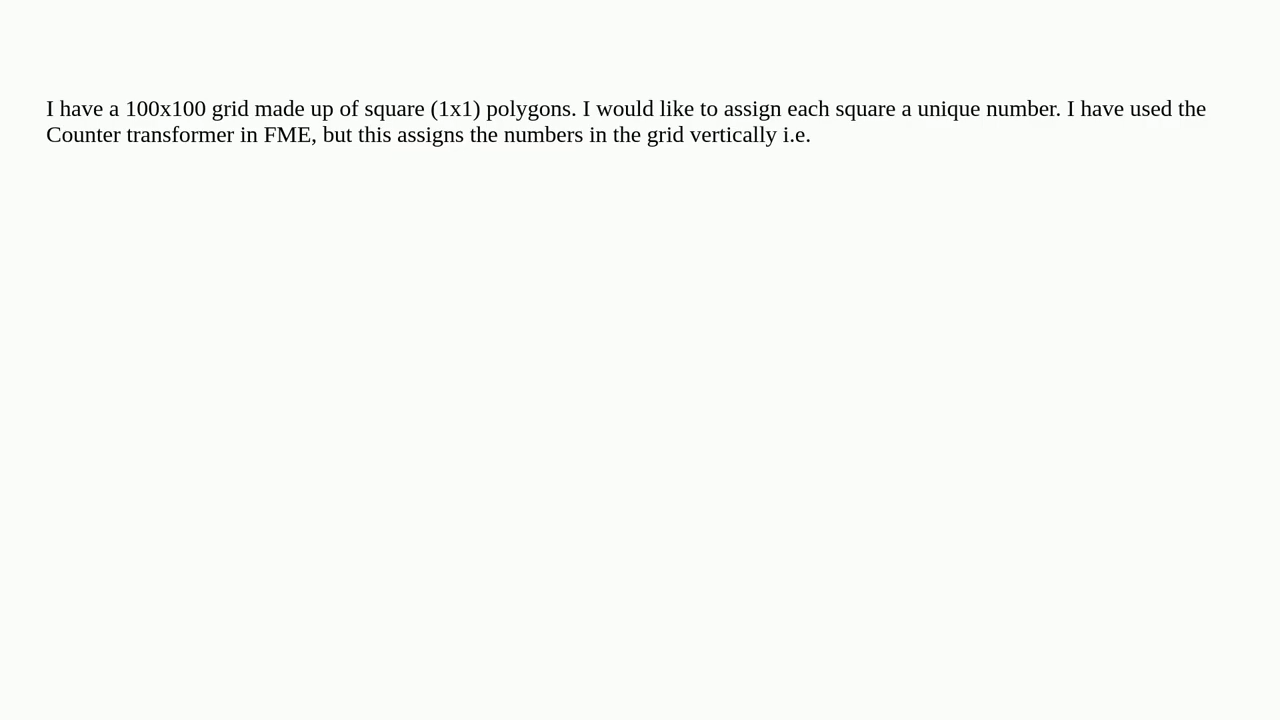 I have a 100x100 grid made up of square (1x1) polygons. I would like to assign each square a unique number. I have used the
Counter transformer in FME, but this assigns the numbers in the grid vertically i.e.